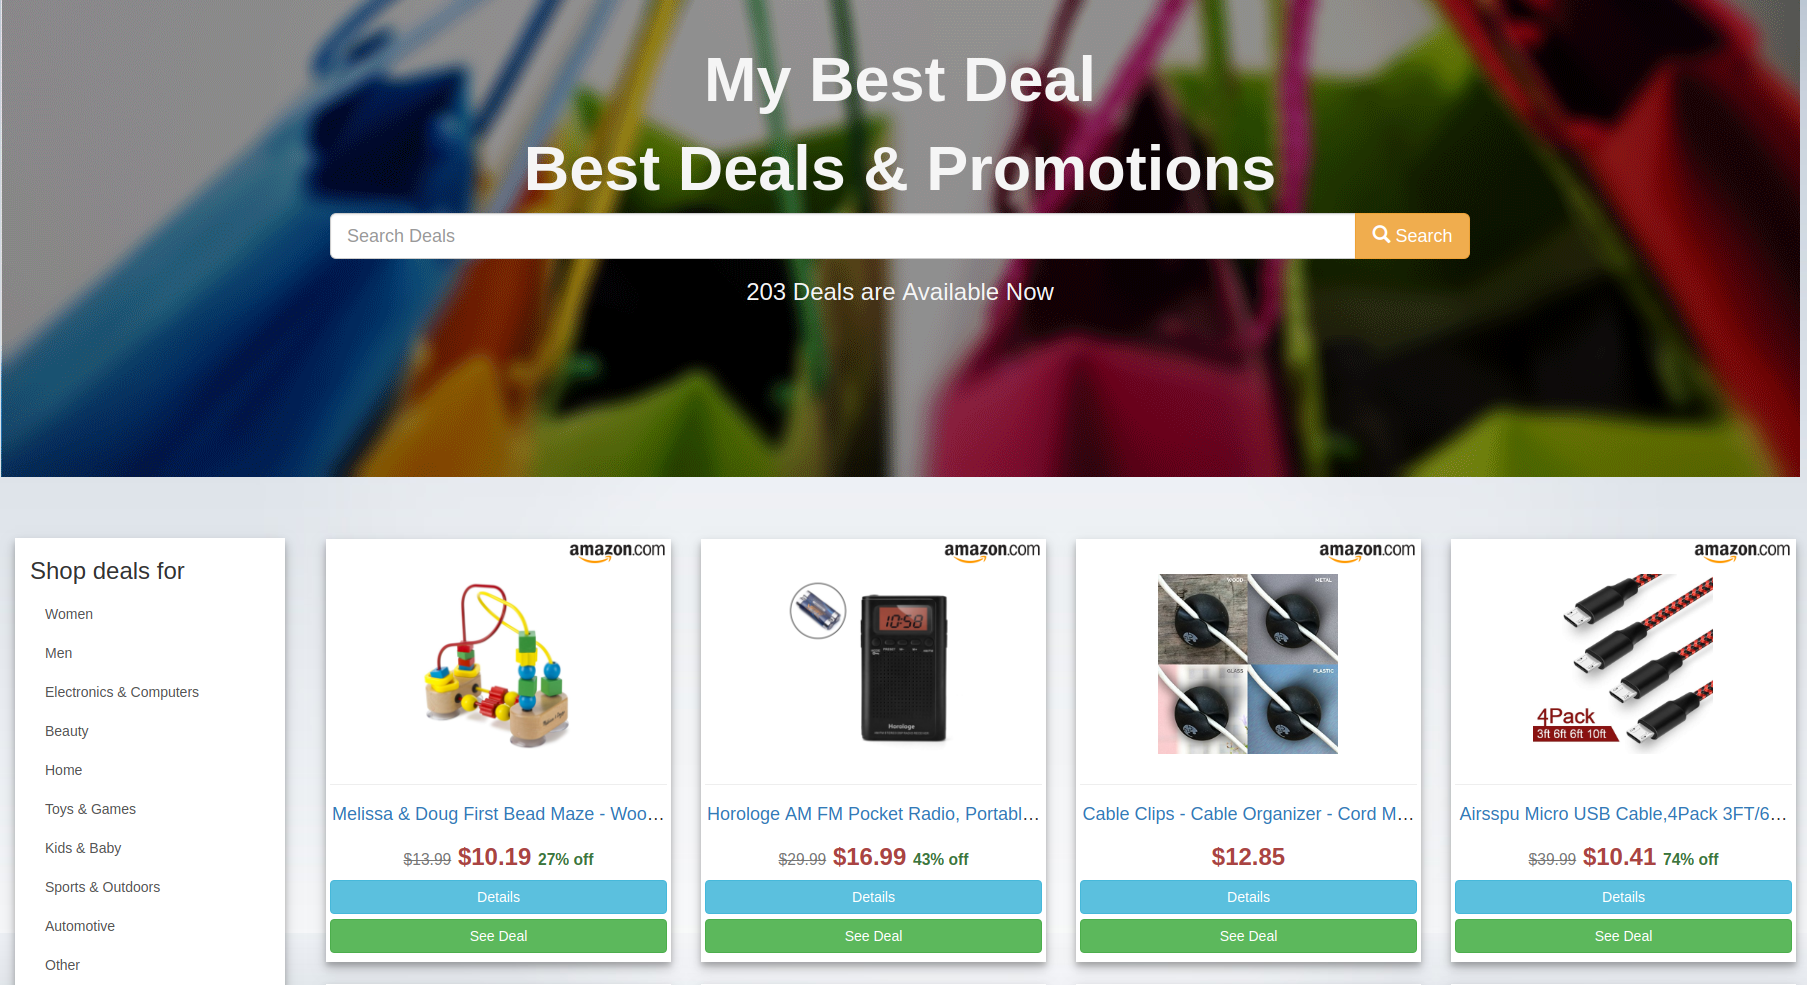 My Best Deal
Best Deals & Promotions
Search Deals
Search
203 Deals are Available Now
Shop deals for
Women
Men
Electronics & Computers
Beauty
Home
Toys & Games
Kids & Baby
Sports & Outdoors
Automotive
Other
amazon.com
Melissa & Doug First Bead Maze - Woo...
$13.99 $10.19 27% off
Details
See Deal
amazon.com
10:58
Horologe
Horologe AM FM Pocket Radio, Portabl...
$29.99 $16.99 43% off
Details
See Deal
amazon.com
WOOD
METAL
GLASS
PLASTIC
Cable Clips - Cable Organizer - Cord M...
$12.85
Details
See Deal
amazon.com
4Pack
3ft 6ft 6ft 10ft
Airsspu Micro USB Cable,4Pack 3FT/6...
$39.99 $10.41 74% off
Details
See Deal